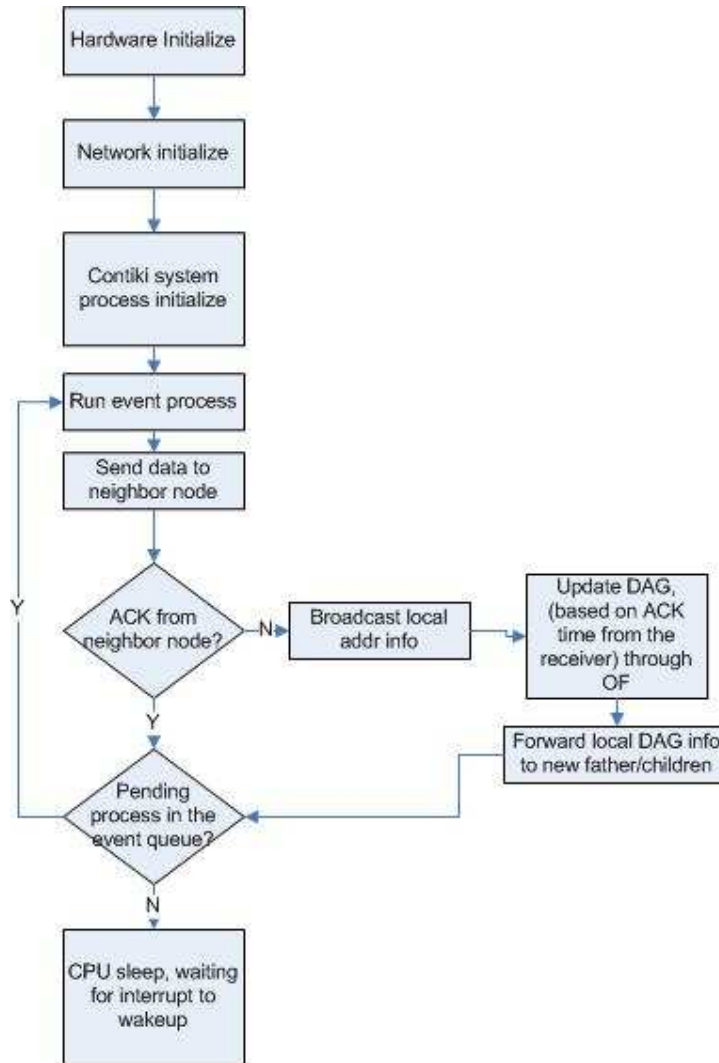 Hardware Initialize
Network initialize
Contiki system
process initialize
Run event process
Send data to
neighbor node
ACK from
neighbor node?
N
Broadcast local
addr info
Update DAG,
(based on ACK
time from the
receiver) through
OF
Forward local DAG info
to new father/children
Y
Y
Pending
process in the
event queue?
N
CPU sleep, waiting
for interrupt to
wakeup